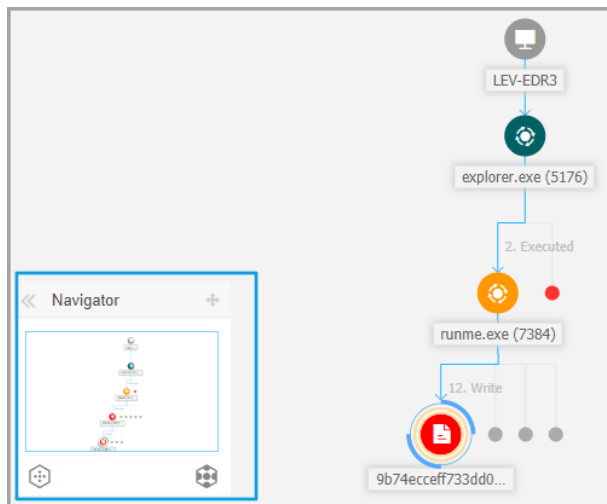 LEV-EDR3
explorer.exe (5176)
2. Executed
Navigator
runme.exe (7384)
12. Write
9b74ecceff733dd0...